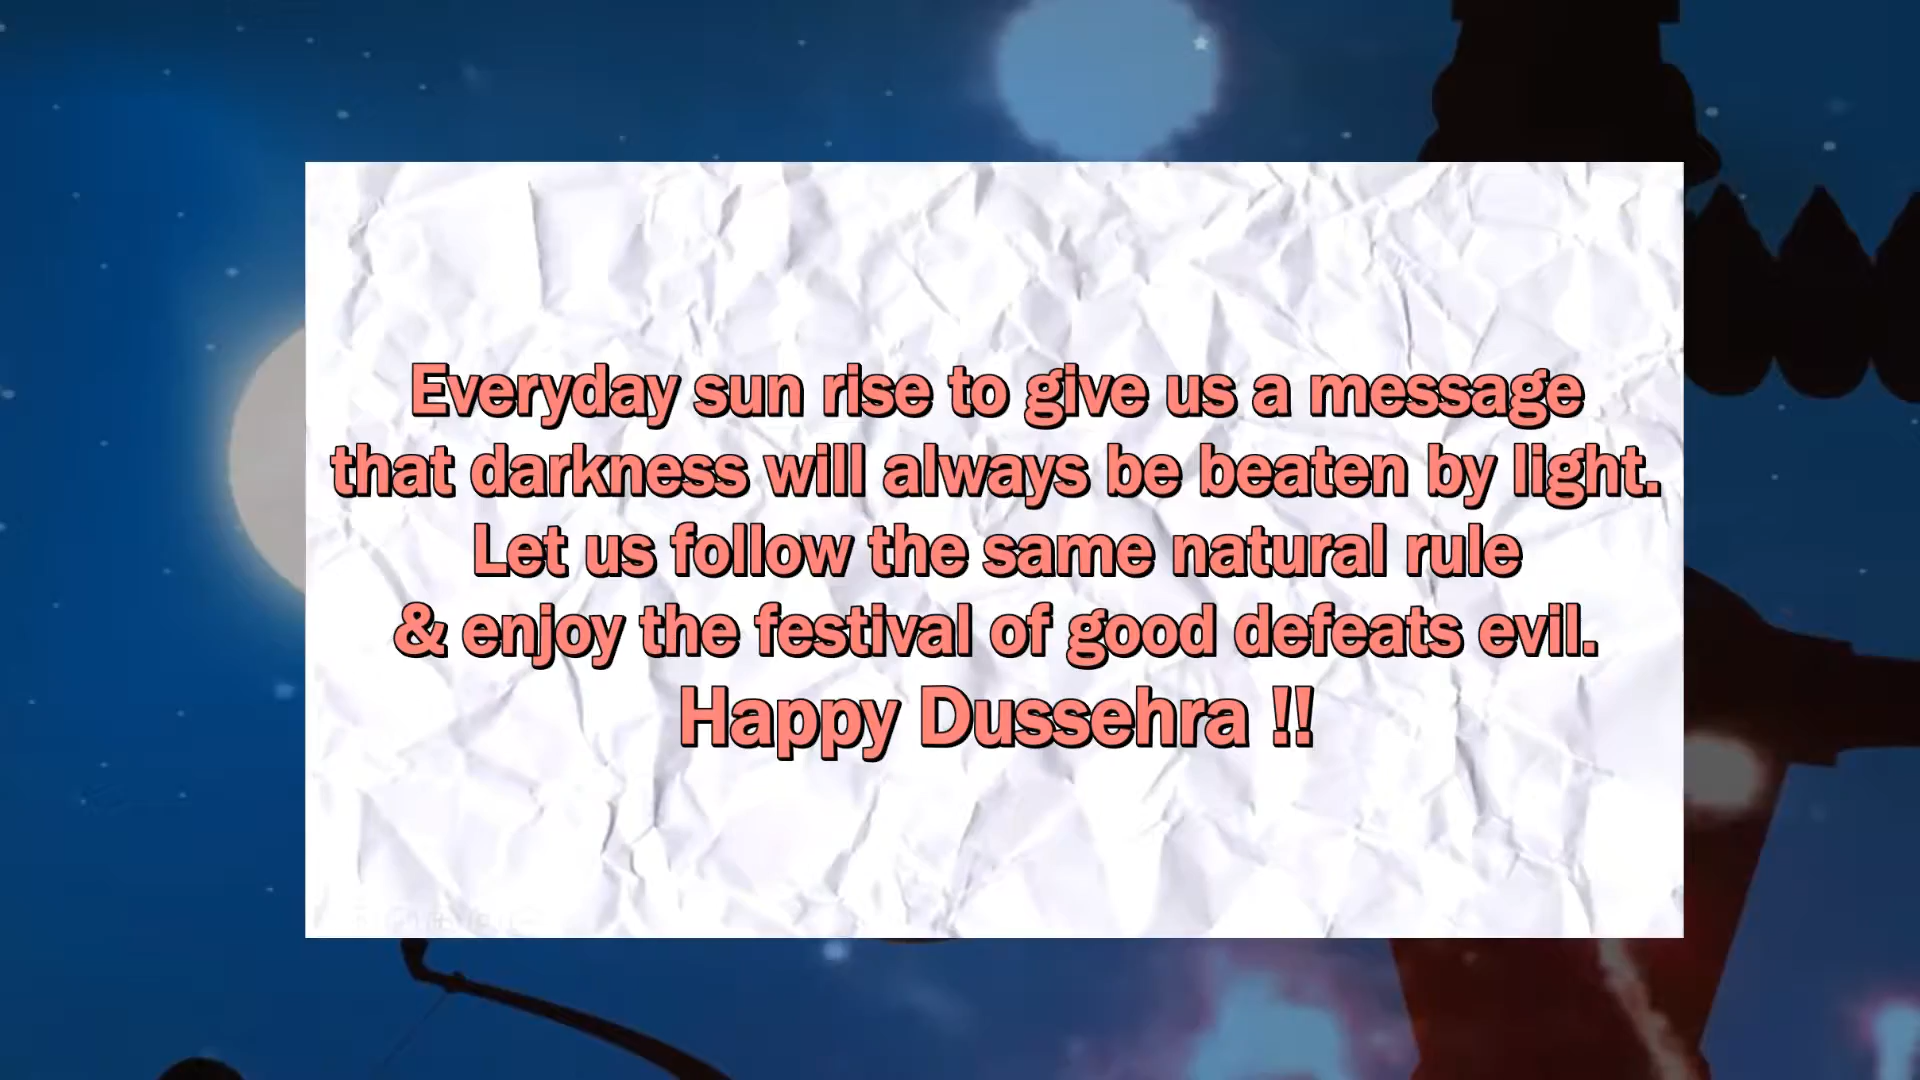 Everyday sun rise to give us a message
that darkness will always be beaten by light.
Let us follow the same natural rule
& enjoy the festival of good defeats evil.
Happy Dussehra !!